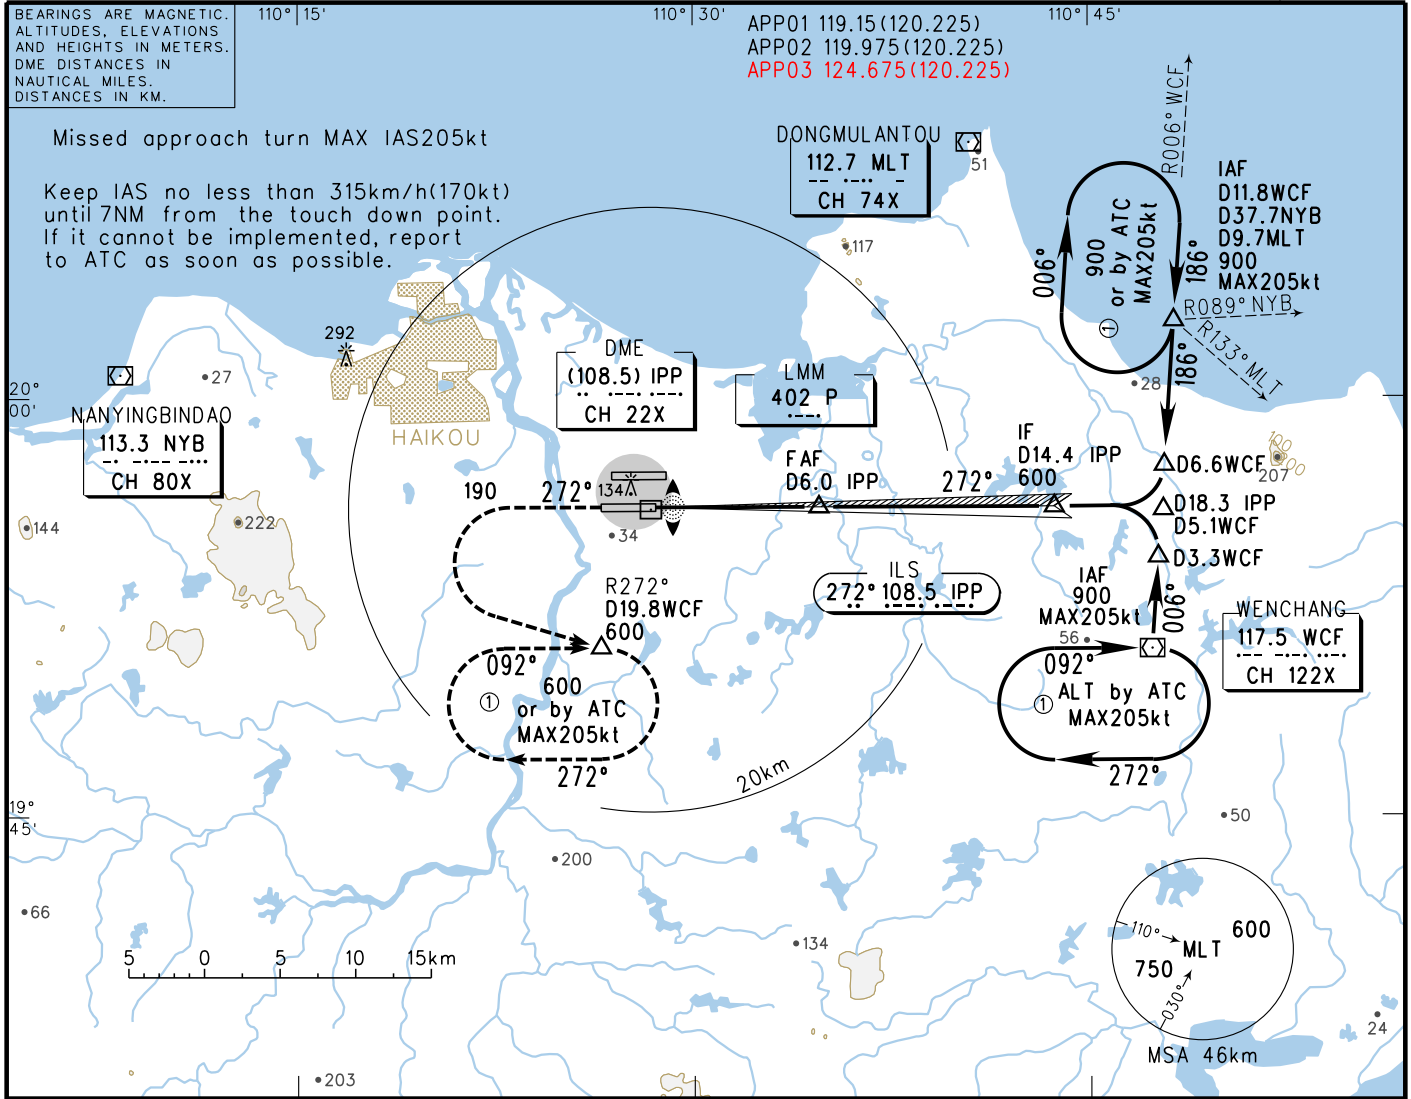 BEARINGS ARE MAGNETIC.
ALTITUDES, ELEVATIONS
AND HEIGHTS IN METERS.
DME DISTANCES IN
NAUTICAL MILES.
DISTANCES IN KM.
110°15'
110°30'
110°45'
APP01 119.15(120.225)
APP02 119.975(120.225)
APP03 124.675(120.225)
Missed approach turn MAX IAS205kt
Keep IAS no less than 315km/h(170kt)
until 7NM from the touch down point.
If it cannot be implemented, report
to ATC as soon as possible.
DONGMULANTOU
112.7 MLT
CH 74X
51
117
R006° WCF
IAF
D11.8WCF
D37.7NYB
D9.7MLT
900
MAX205kt
006°
900
or by ATC
MAX205kt
186°
1
R089° NYB
R133° MLT
186°
28
292
27
20°
00'
NANYINGBINDAO
113.3 NYB
CH 80X
HAIKOU
DME
(108.5) IPP
CH 22X
LMM
402 P
FAF
D6.0 IPP
272°
IF
D14.4 IPP
600
D6.6WCF
100
100
207
D18.3 IPP
D5.1WCF
D3.3WCF
190
272°
134
34
144
222
R272°
D19.8WCF
600
ILS
272° 108.5 IPP
IAF
900
MAX205kt
006°
56
WENCHANG
117.5 WCF
CH 122X
092°
1
600
or by ATC
MAX205kt
272°
092°
1
ALT by ATC
MAX205kt
272°
20km
19°
45'
50
200
66
134
5 0 5 10 15km
110°
MLT
600
750
030°
MSA 46km
24
203